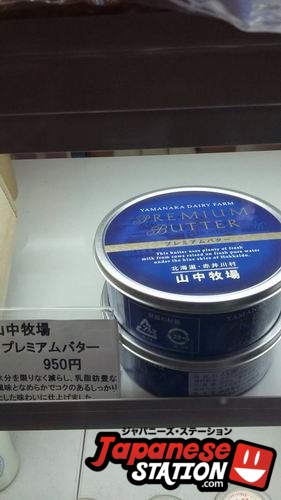 YAMANAKA DAIRY FARM
PREMIUM
BUTTER
プレミアムバター
This butter uses plenty of fresh
milk from cows raised on fresh pure water
under the blue skies of Hokkaido.
北海道・赤井川村
山中牧場
山中牧場
プレミアムバター
950円
水分を限りなく減らし、乳脂肪豊な
風味となめらかでコクのあるしっかり
とした味わいに仕上げました
ジャパニーズ・ステーション
Japanese
STATION
.com